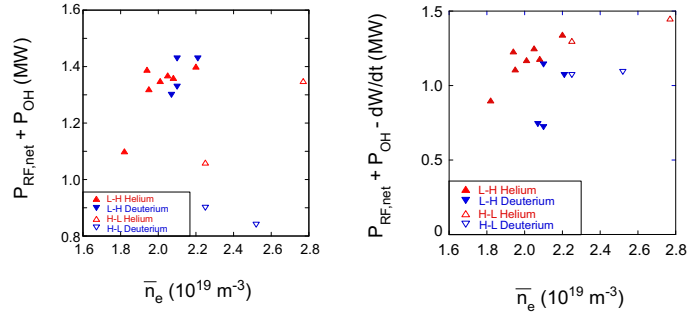 P_RF,net + P_OH (MW)
1.6
1.4
1.2
1.0
0.8
L-H Helium
L-H Deuterium
H-L Helium
H-L Deuterium
1.6 1.8 2.0 2.2 2.4 2.6 2.8
n̅_e (10^19 m^-3)
P_RF,net + P_OH - dW/dt (MW)
1.5
1.0
0.5
0
L-H Helium
L-H Deuterium
H-L Helium
H-L Deuterium
1.6 1.8 2.0 2.2 2.4 2.6 2.8
n̅_e (10^19 m^-3)